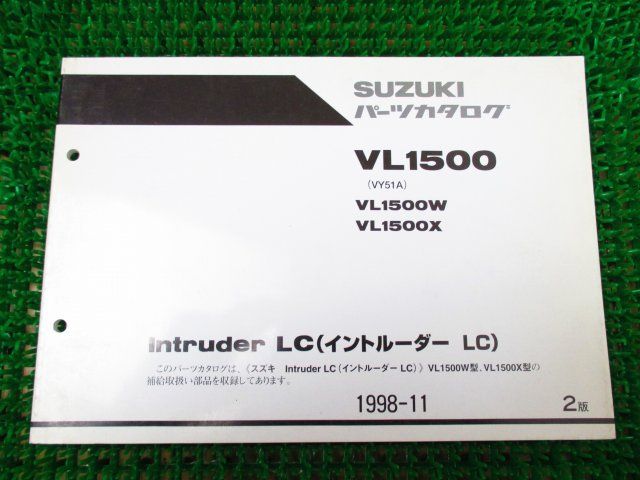 SUZUKI
パーツカタログ
VL1500
(VY51A)
VL1500W
VL1500X
Intruder LC(イントルーダー LC)
このパーツカタログは、《スズキ Intruder LC(イントルーダー LC)》VL1500W型、VL1500X型の
補給取扱い部品を収録してあります。
1998-11 2版